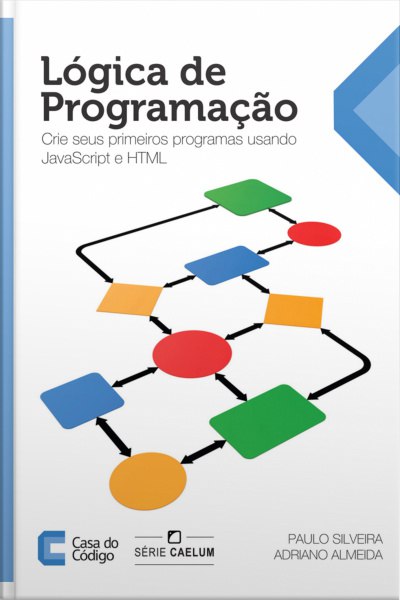 Lógica de
Programação
Crie seus primeiros programas usando
JavaScript e HTML
Casa do
Código
SÉRIE CAELUM
PAULO SILVEIRA
ADRIANO ALMEIDA